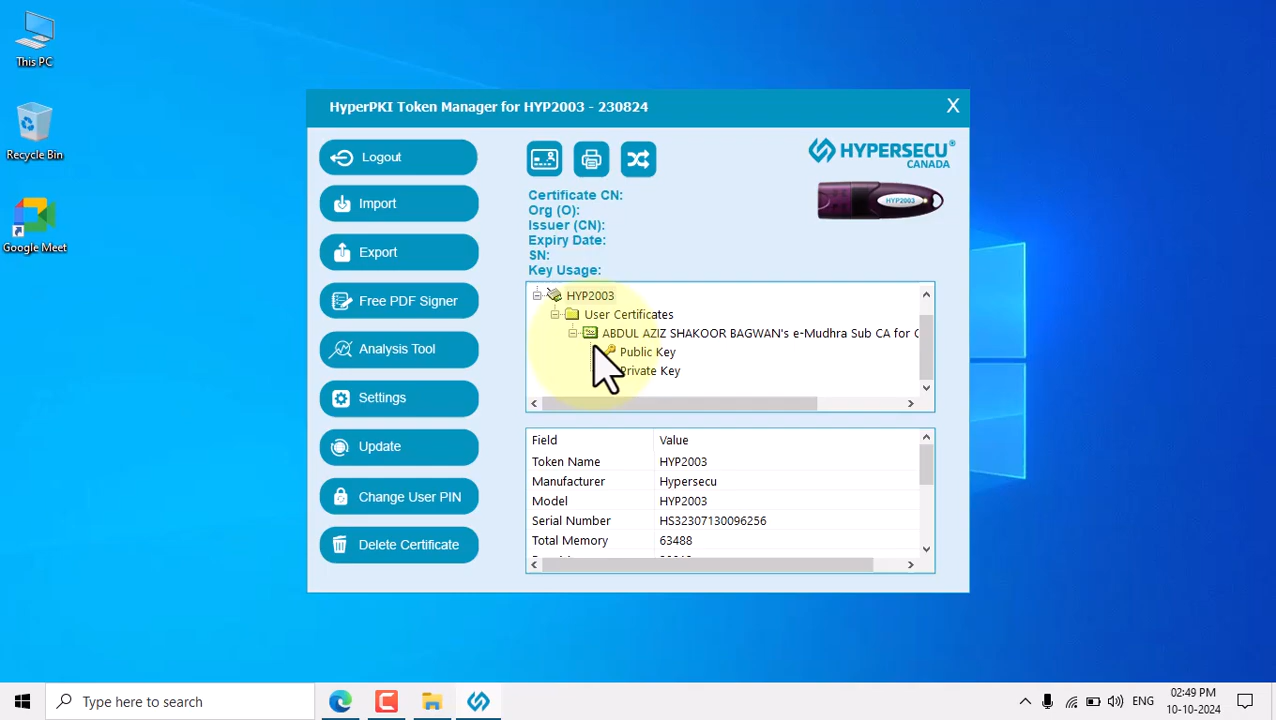 This PC
Recycle Bin
Google Meet
HyperPKI Token Manager for HYP2003 - 230824
X
Logout
Import
Export
Free PDF Signer
Analysis Tool
Settings
Update
Change User PIN
Delete Certificate
HYPERSECU®
CANADA
HYP2003
Certificate CN:
Org (O):
Issuer (CN):
Expiry Date:
SN:
Key Usage:
HYP2003
User Certificates
ABDUL AZIZ SHAKOOR BAGWAN's e-Mudhra Sub CA for
Public Key
Private Key
Field Value
Token Name HYP2003
Manufacturer Hypersecu
Model HYP2003
Serial Number HS32307130096256
Total Memory 63488
Type here to search
ENG
02:49 PM
10-10-2024